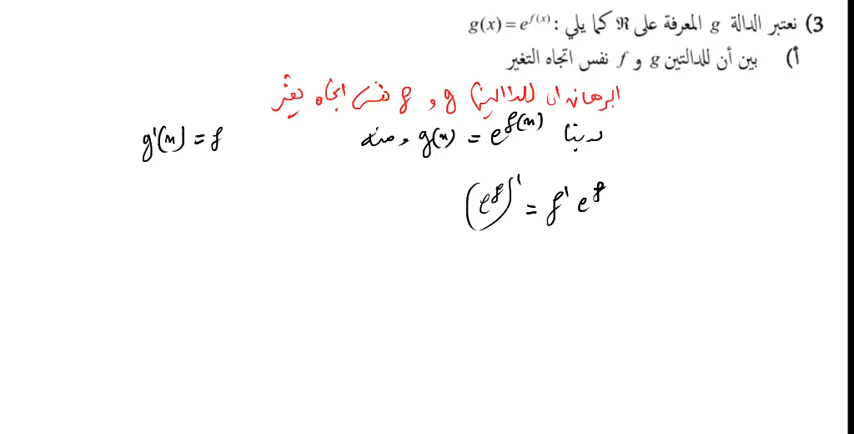 3) نعتبر الدالة g المعرفة على ℜ كما يلي : g(x) = e^{f(x)}
أ) بين أن للدالتين g و f نفس اتجاه التغير
البرهان ان للدالتين g و f نفس اتجاه تغير
لدينا g(x) = e^{f(x)} ومنه g'(x) = f
(e^f)' = f' e^f